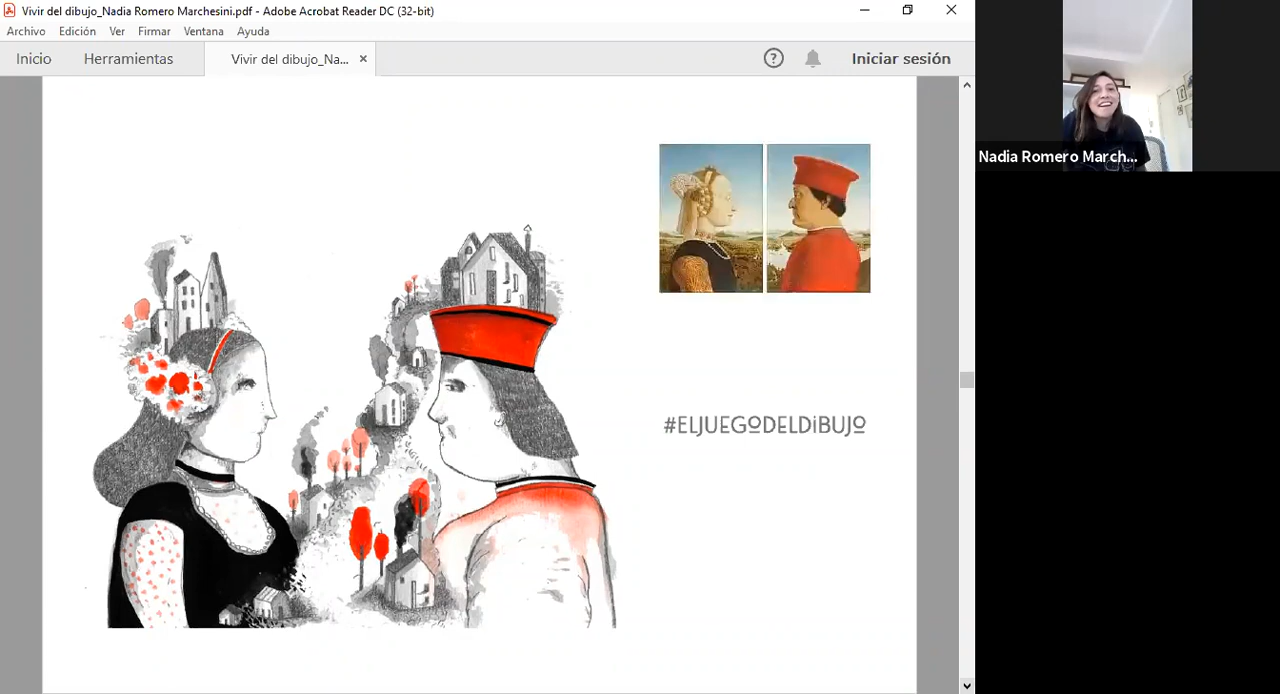 Vivir del dibujo_Nadia Romero Marchesini.pdf - Adobe Acrobat Reader DC (32-bit)
Archivo Edición Ver Firmar Ventana Ayuda
Inicio Herramientas Vivir del dibujo_Na... × Iniciar sesión
Nadia Romero March...
#ELJUEGODELDiBUJO